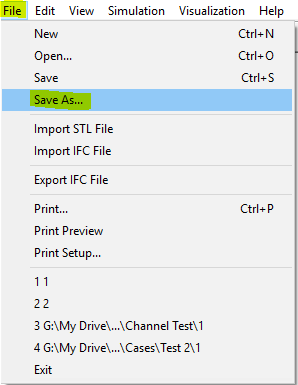 File Edit View Simulation Visualization Help
New Ctrl+N
Open... Ctrl+O
Save Ctrl+S
Save As...
Import STL File
Import IFC File
Export IFC File
Print... Ctrl+P
Print Preview
Print Setup...
1 1
2 2
3 G:\My Drive\...\Channel Test\1
4 G:\My Drive\...\Cases\Test 2\1
Exit